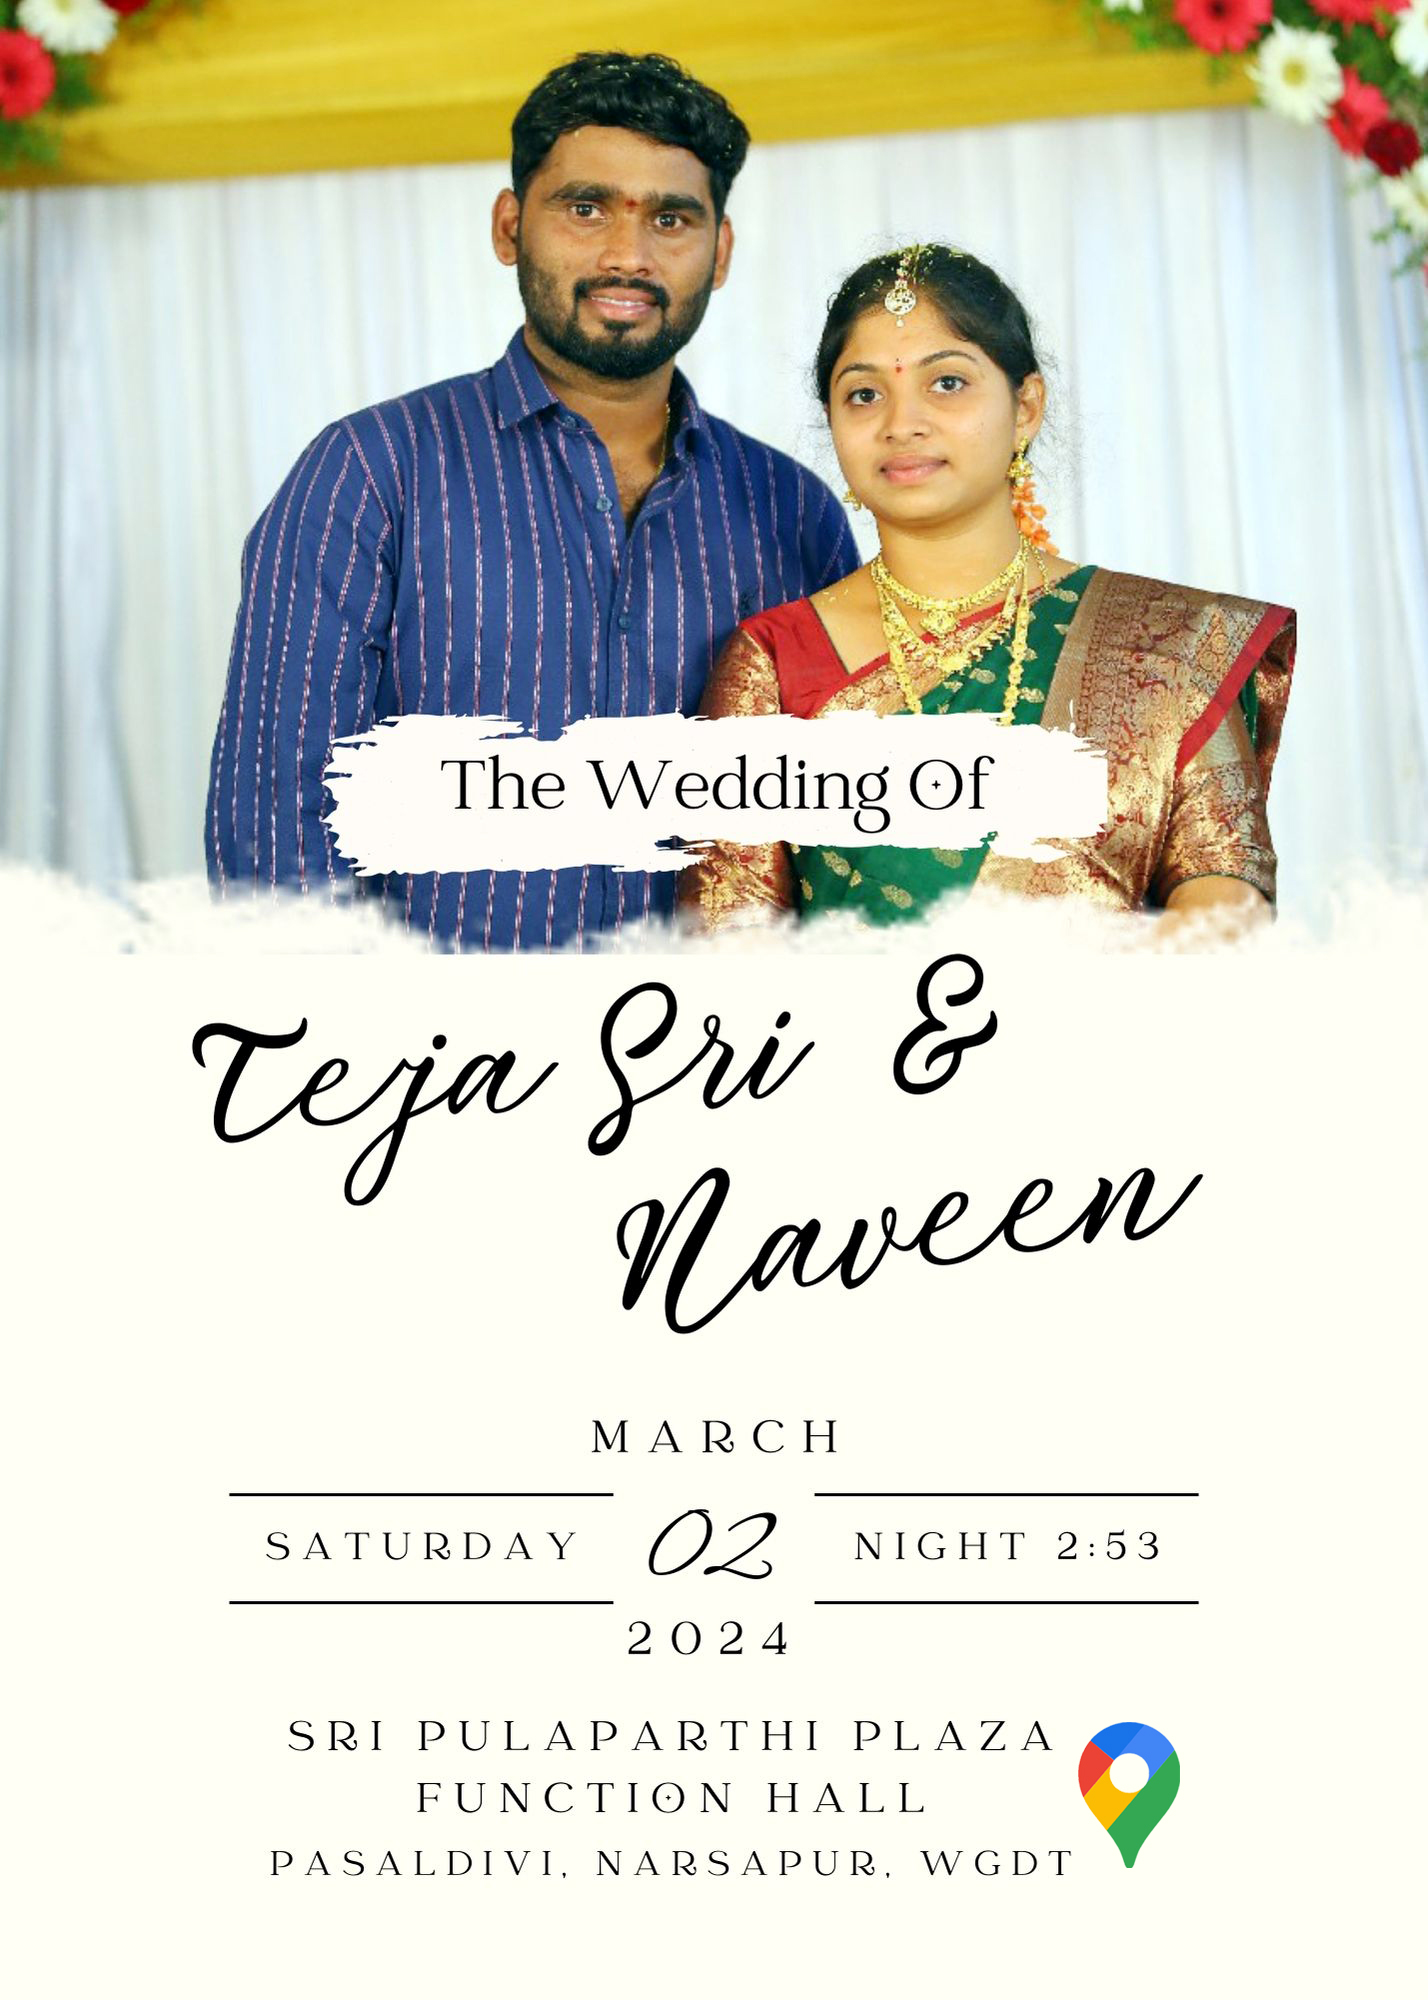 The Wedding Of
Teja Sri &
Naveen
MARCH
SATURDAY 02 NIGHT 2:53
2024
SRI PULAPARTHI PLAZA
FUNCTION HALL
PASALDIVI, NARSAPUR, WGDT